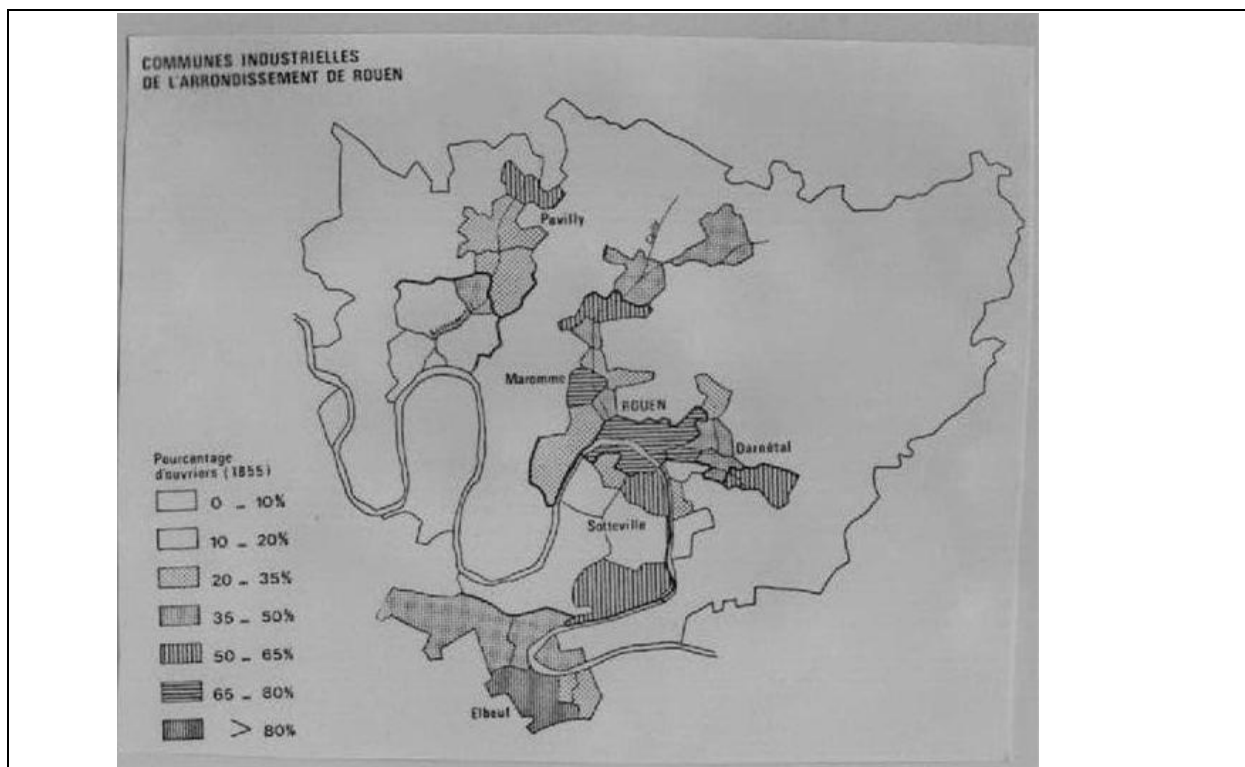 COMMUNES INDUSTRIELLES
DE L'ARRONDISSEMENT DE ROUEN
Pavilly
Cailly
Maromme
ROUEN
Darnétal
Sotteville
Elbeuf
Pourcentage
d'ouvriers (1855)
0 _ 10%
10 _ 20%
20 _ 35%
35 _ 50%
50 _ 65%
65 _ 80%
> 80%